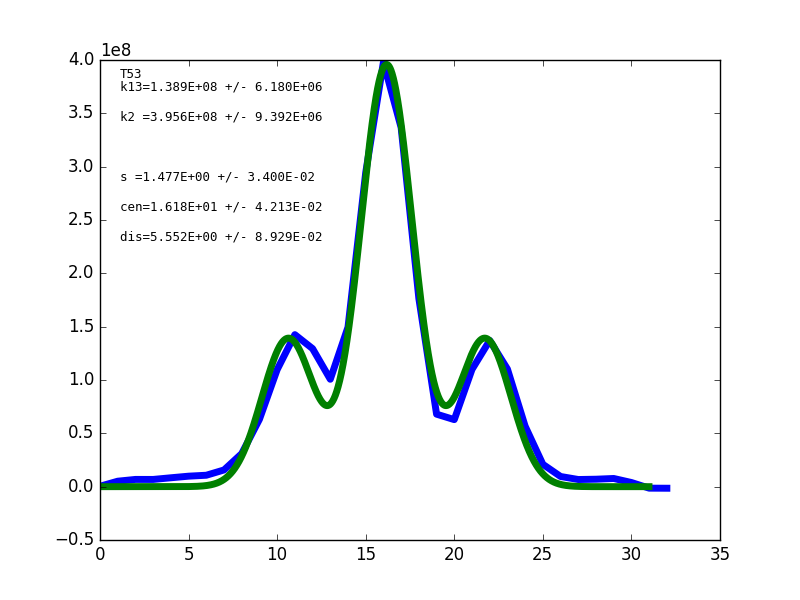 1e8
T53
k13=1.389E+08 +/- 6.180E+06
k2 =3.956E+08 +/- 9.392E+06
s =1.477E+00 +/- 3.400E-02
cen=1.618E+01 +/- 4.213E-02
dis=5.552E+00 +/- 8.929E-02
4.0
3.5
3.0
2.5
2.0
1.5
1.0
0.5
0.0
−0.5
0 5 10 15 20 25 30 35